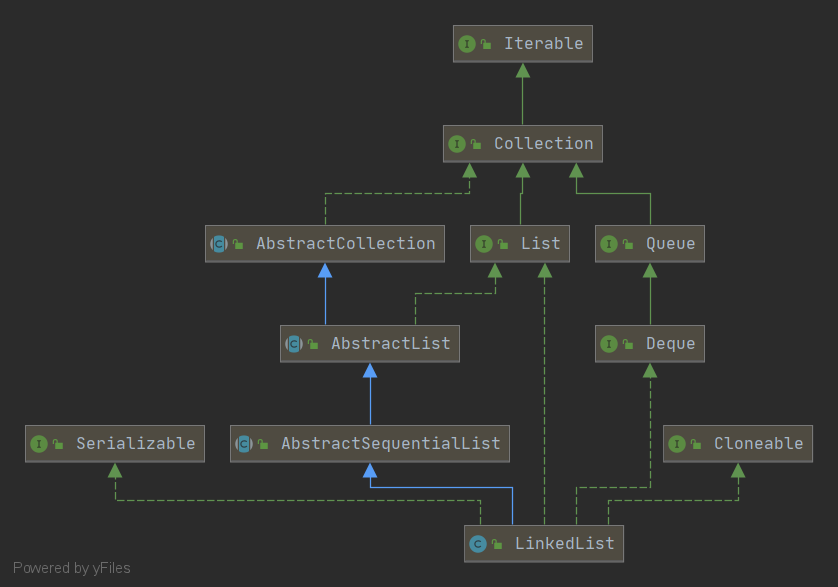 I Iterable
I Collection
C AbstractCollection
I List
I Queue
C AbstractList
I Deque
I Serializable
C AbstractSequentialList
I Cloneable
C LinkedList
Powered by yFiles